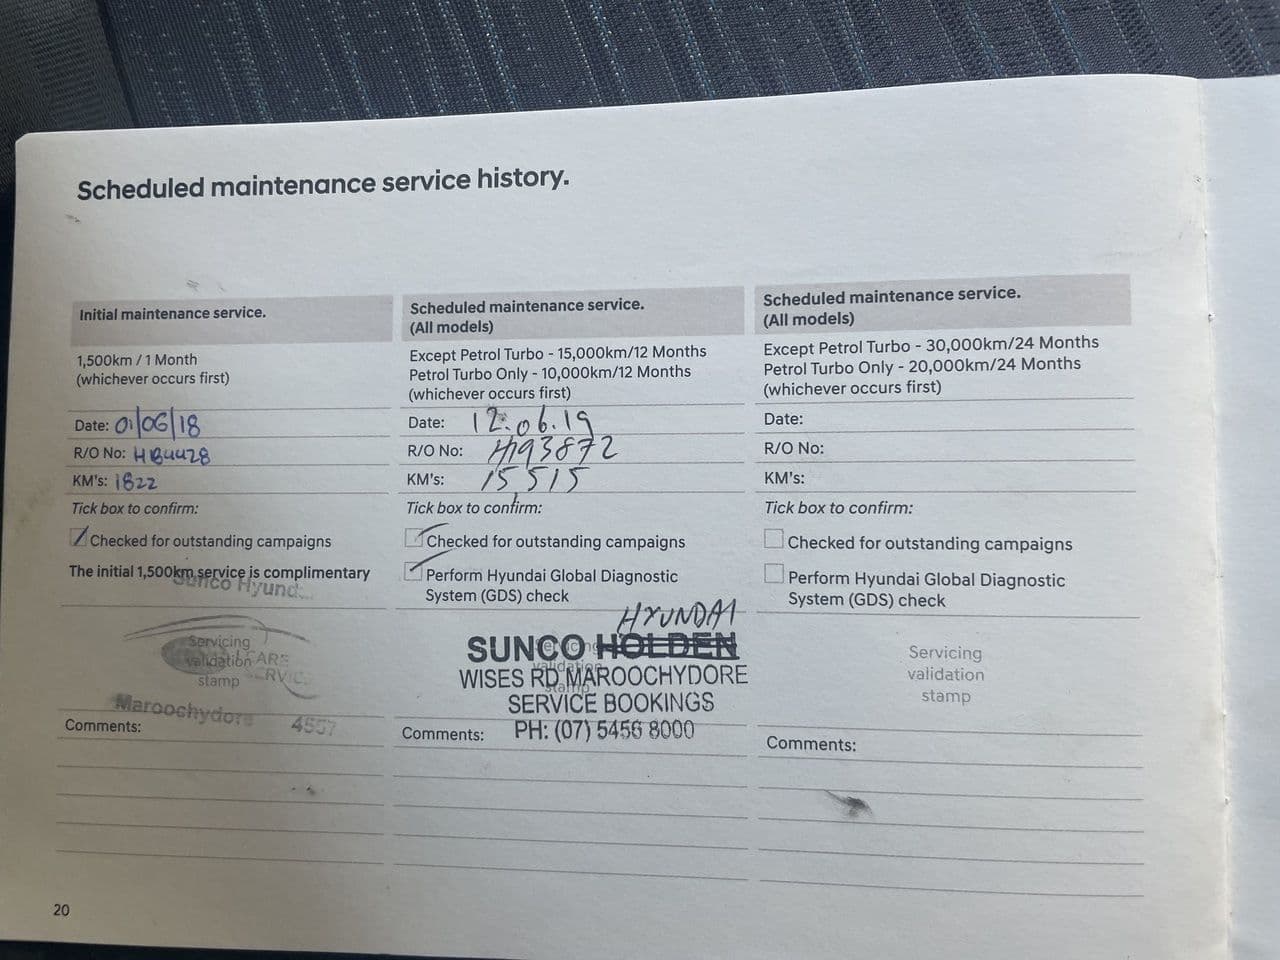 Scheduled maintenance service history.
Initial maintenance service.
1,500km / 1 Month
(whichever occurs first)
Date: 01/06/18
R/O No: HB4428
KM's: 1822
Tick box to confirm:
Checked for outstanding campaigns
The initial 1,500km service is complimentary
Sunco Hyund
Servicing
validation
stamp
Maroochydore 4557
Comments:
Scheduled maintenance service.
(All models)
Except Petrol Turbo - 15,000km/12 Months
Petrol Turbo Only - 10,000km/12 Months
(whichever occurs first)
Date: 12.06.19
R/O No: H193872
KM's: 15515
Tick box to confirm:
Checked for outstanding campaigns
Perform Hyundai Global Diagnostic
System (GDS) check
HYUNDAI
SUNCO HOLDEN
WISES RD MAROOCHYDORE
SERVICE BOOKINGS
PH: (07) 5456 8000
Comments:
Scheduled maintenance service.
(All models)
Except Petrol Turbo - 30,000km/24 Months
Petrol Turbo Only - 20,000km/24 Months
(whichever occurs first)
Date:
R/O No:
KM's:
Tick box to confirm:
Checked for outstanding campaigns
Perform Hyundai Global Diagnostic
System (GDS) check
Servicing
validation
stamp
Comments:
20